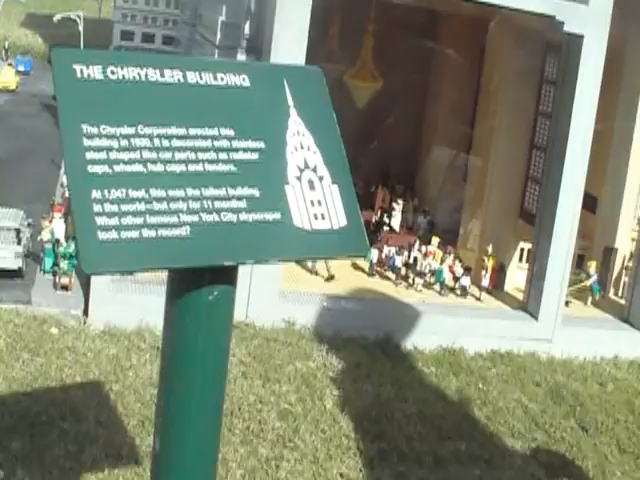 THE CHRYSLER BUILDING
The Chrysler Corporation erected this
building in 1930. It is decorated with stainless
steel shaped like car parts such as radiator
caps, wheels, hub caps and fenders.
At 1,047 feet, this was the tallest building
in the world—but only for 11 months!
What other famous New York City skyscraper
took over the record?